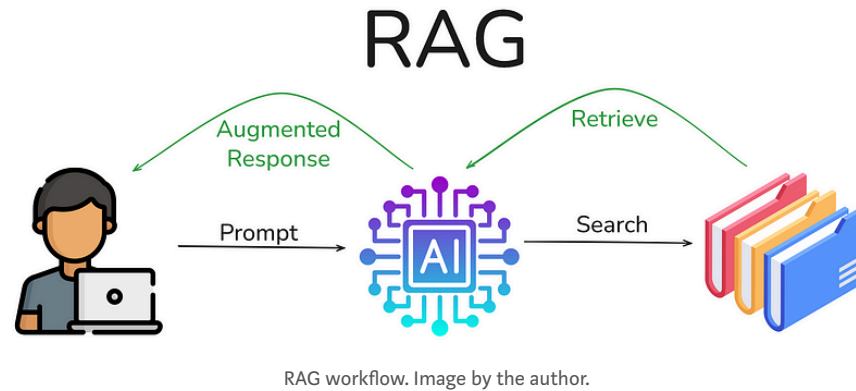 RAG
Augmented
Response
Retrieve
Prompt
Search
AI
RAG workflow. Image by the author.